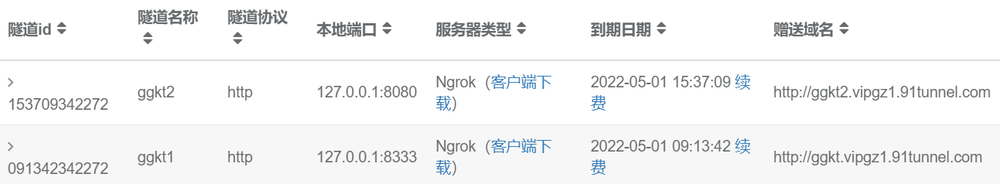 隧道id 隧道名称 隧道协议 本地端口 服务器类型 到期日期 赠送域名
153709342272 ggkt2 http 127.0.0.1:8080 Ngrok（客户端下载） 2022-05-01 15:37:09 续费 http://ggkt2.vipgz1.91tunnel.com
091342342272 ggkt1 http 127.0.0.1:8333 Ngrok（客户端下载） 2022-05-01 09:13:42 续费 http://ggkt.vipgz1.91tunnel.com